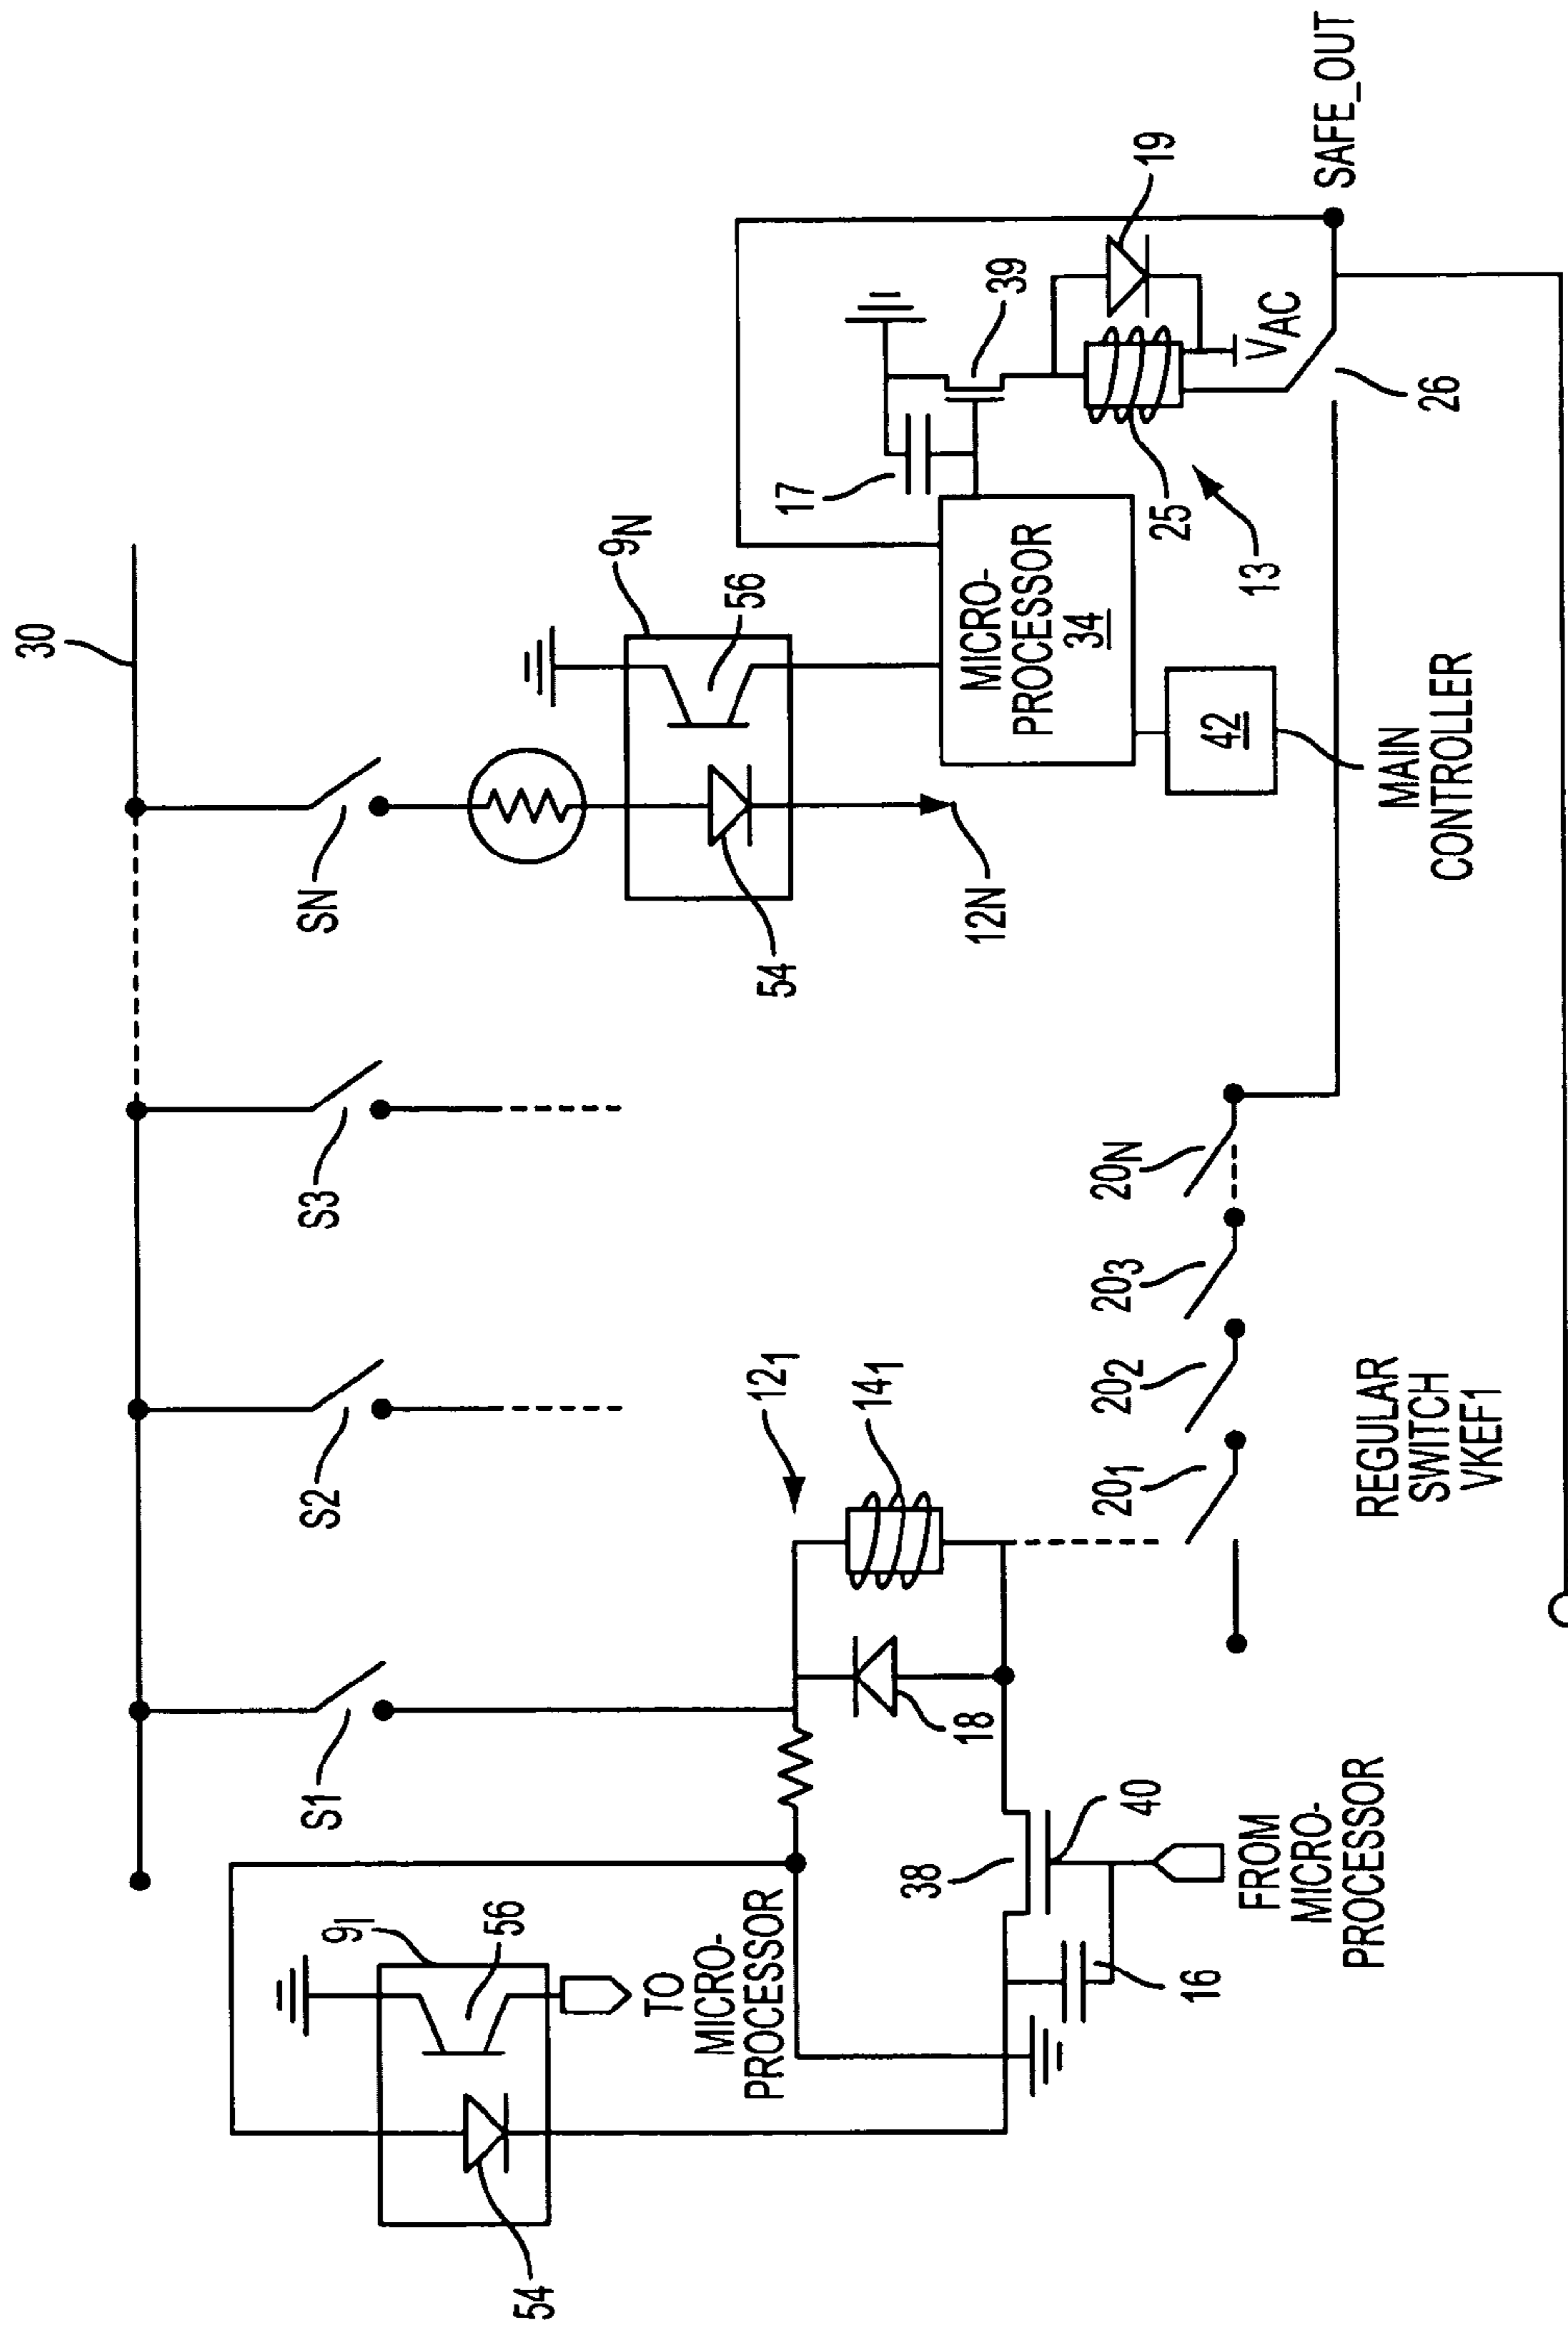 30
S1
S2
S3
SN
9I
56
54
TO
MICRO-
PROCESSOR
12₁
14₁
18
38
40
16
FROM
MICRO-
PROCESSOR
20₁
20₂
20₃
20N
REGULAR
SWITCH
VKEF1
9N
56
54
12N
MICRO-
PROCESSOR
34
42
MAIN
CONTROLLER
17
39
19
25
13
VAC
26
SAFE_OUT